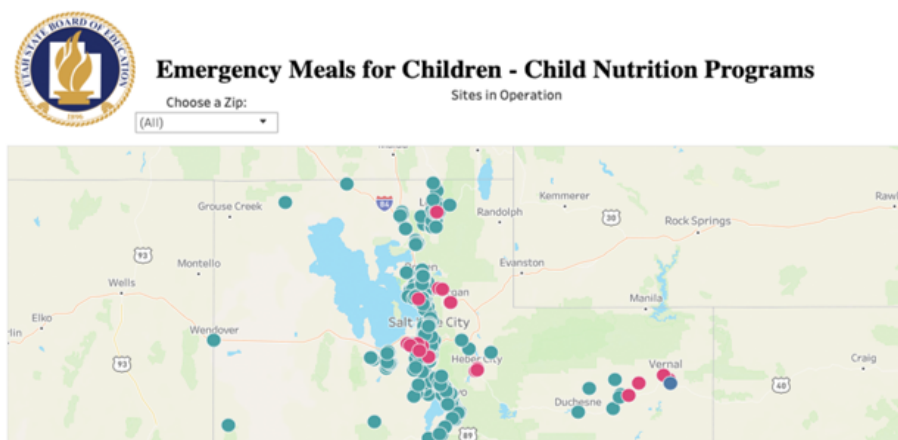 UTAH STATE BOARD OF EDUCATION
1896
Emergency Meals for Children - Child Nutrition Programs
Sites in Operation
Choose a Zip:
(All)
Grouse Creek
84
Randolph
Kemmerer
30
Rock Springs
93
Montello
Evanston
Wells
Manila
Elko
Wendover
Salt City
Heber City
Vernal
Craig
93
Duchesne
40
89